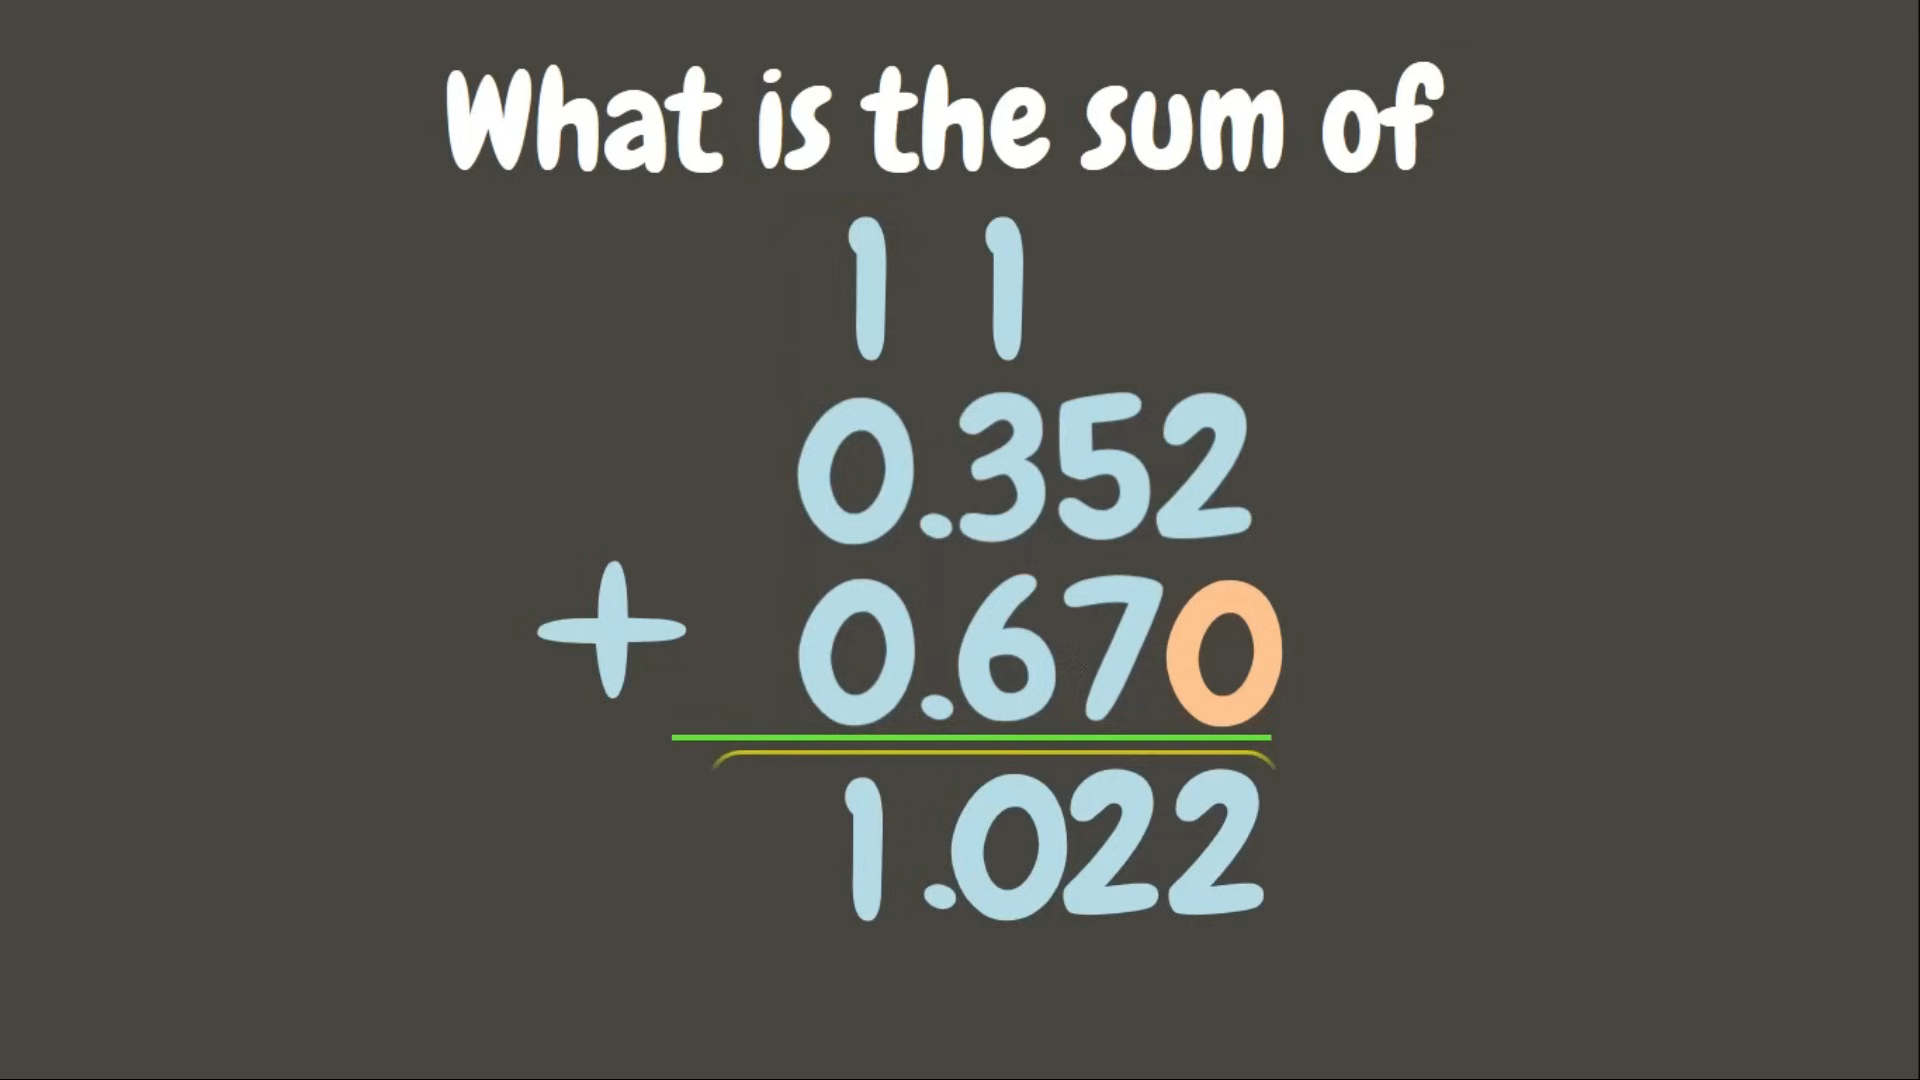 What is the sum of
1 1
0.352
+ 0.670
1.022